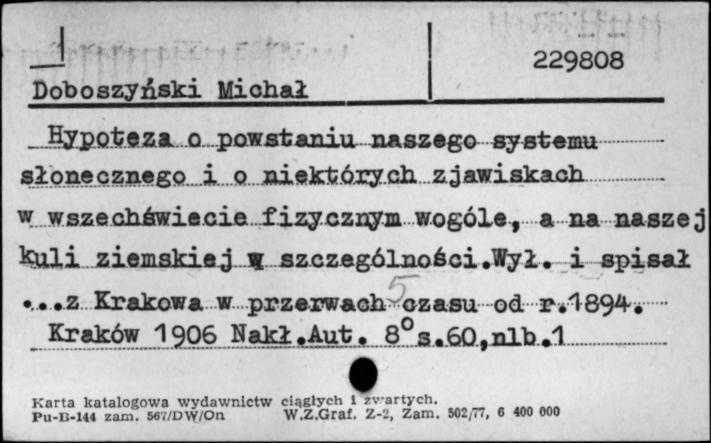 229808
Doboszyński Michał
Hypoteza o powstaniu naszego systemu
słonecznego i o niektórych zjawiskach
w wszechświecie fizycznym wogóle, a na naszej
kuli ziemskiej w szczególności.Wył. i spisał
...z Krakowa w przerwach czasu od r.1894.
5
Kraków 1906 Nakł.Aut. 8° s.60,nlb.1
Karta katalogowa wydawnictw ciągłych i zwartych.
Pu-B-144 zam. 567/DW/On W.Z.Graf. Z-2, Zam. 502/77, 6 400 000